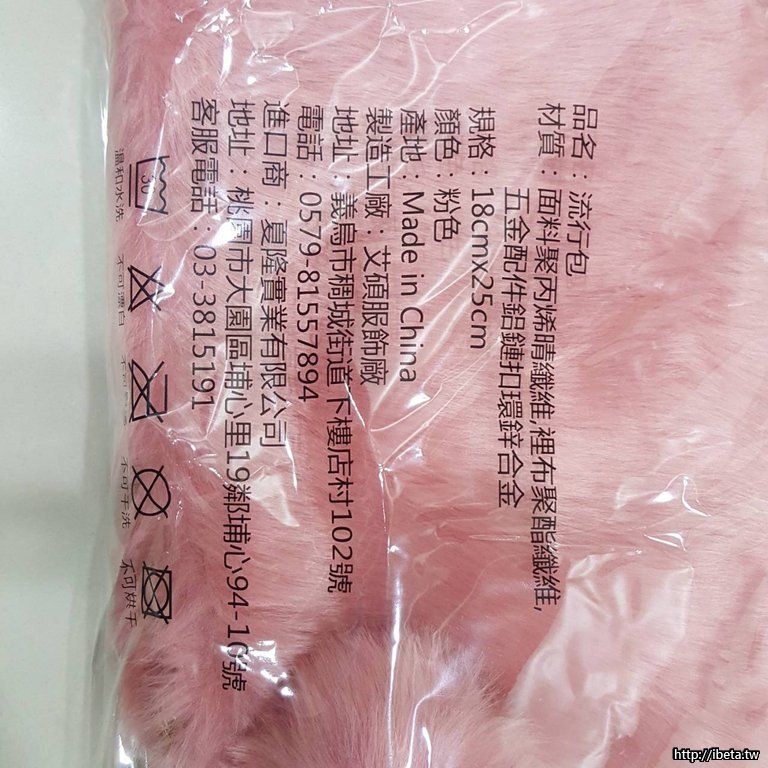 品名：流行包
材質：面料聚丙烯晴纖維,裡布聚酯纖維,
五金配件鋁鏈扣環鋅合金
規格：18cmx25cm
顏色：粉色
產地：Made in China
製造工廠：艾碩服飾廠
地址：義烏市稠城街道下樓店村102號
電話：0579-81557894
進口商：夏隆實業有限公司
地址：桃園市大園區埔心里19鄰埔心94-10號
客服電話：03-3815191
30
溫和水洗
不可漂白
不可干洗
不可烘干
http://ibeta.tw